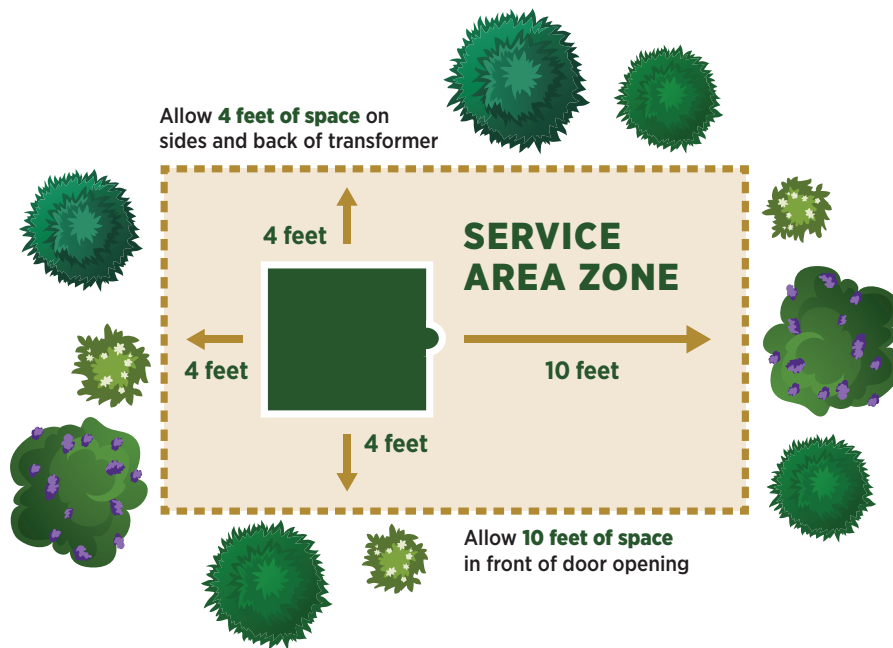 Allow 4 feet of space on
sides and back of transformer
4 feet
SERVICE
AREA ZONE
4 feet
10 feet
4 feet
Allow 10 feet of space
in front of door opening